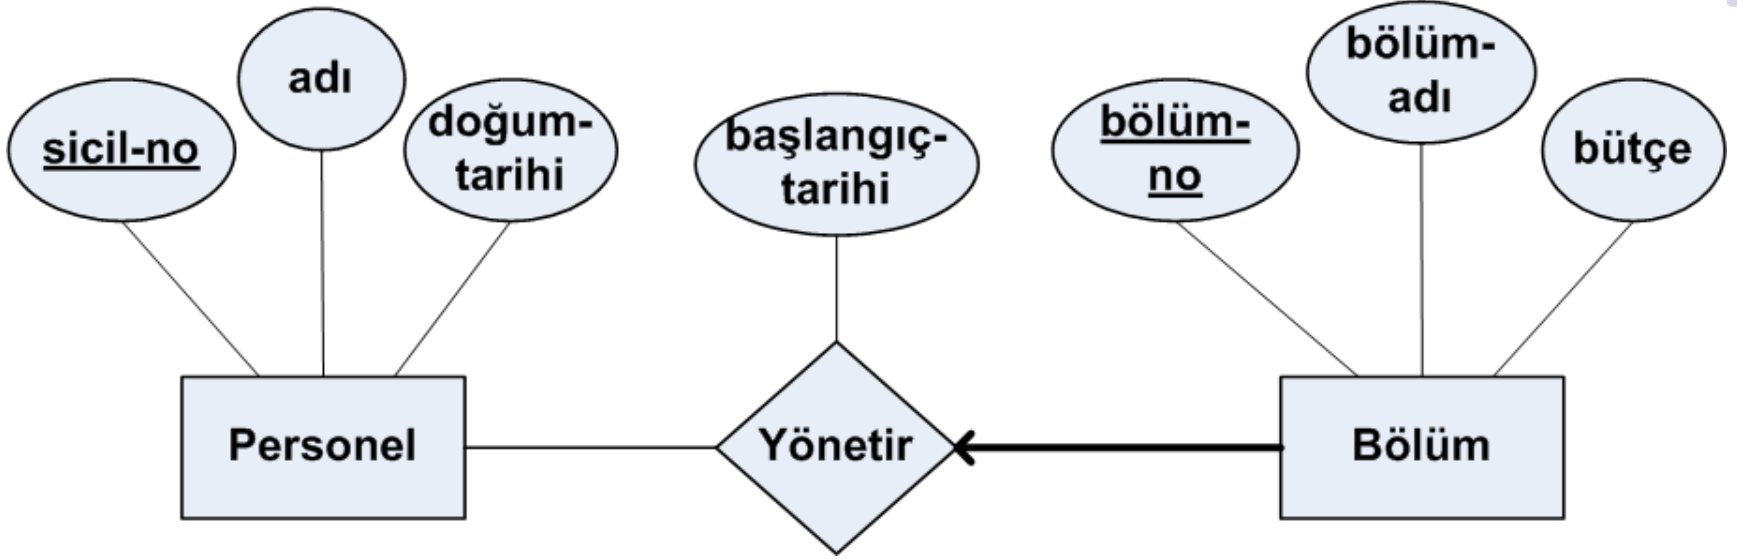 sicil-no
adı
doğum-
tarihi
başlangıç-
tarihi
bölüm-
no
bölüm-
adı
bütçe
Personel
Yönetir
Bölüm